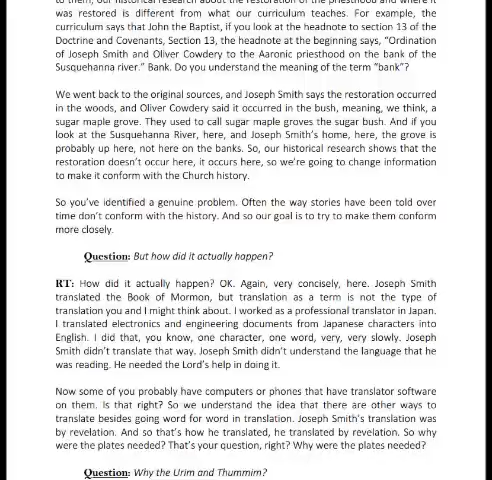 to them, our historical research about the restoration of the priesthood and where it
was restored is different from what our curriculum teaches. For example, the
curriculum says that John the Baptist, if you look at the headnote to section 13 of the
Doctrine and Covenants, Section 13, the headnote at the beginning says, “Ordination
of Joseph Smith and Oliver Cowdery to the Aaronic priesthood on the bank of the
Susquehanna river.” Bank. Do you understand the meaning of the term “bank”?
We went back to the original sources, and Joseph Smith says the restoration occurred
in the woods, and Oliver Cowdery said it occurred in the bush, meaning, we think, a
sugar maple grove. They used to call sugar maple groves the sugar bush. And if you
look at the Susquehanna River, here, and Joseph Smith’s home, here, the grove is
probably up here, not here on the banks. So, our historical research shows that the
restoration doesn’t occur here, it occurs here, so we’re going to change information
to make it conform with the Church history.
So you’ve identified a genuine problem. Often the way stories have been told over
time don’t conform with the history. And so our goal is to try to make them conform
more closely.
Question: But how did it actually happen?
RT: How did it actually happen? OK. Again, very concisely, here. Joseph Smith
translated the Book of Mormon, but translation as a term is not the type of
translation you and I might think about. I worked as a professional translator in Japan.
I translated electronics and engineering documents from Japanese characters into
English. I did that, you know, one character, one word, very, very slowly. Joseph
Smith didn’t translate that way. Joseph Smith didn’t understand the language that he
was reading. He needed the Lord’s help in doing it.
Now some of you probably have computers or phones that have translator software
on them. Is that right? So we understand the idea that there are other ways to
translate besides going word for word in translation. Joseph Smith’s translation was
by revelation. And so that’s how he translated, he translated by revelation. So why
were the plates needed? That’s your question, right? Why were the plates needed?
Question: Why the Urim and Thummim?